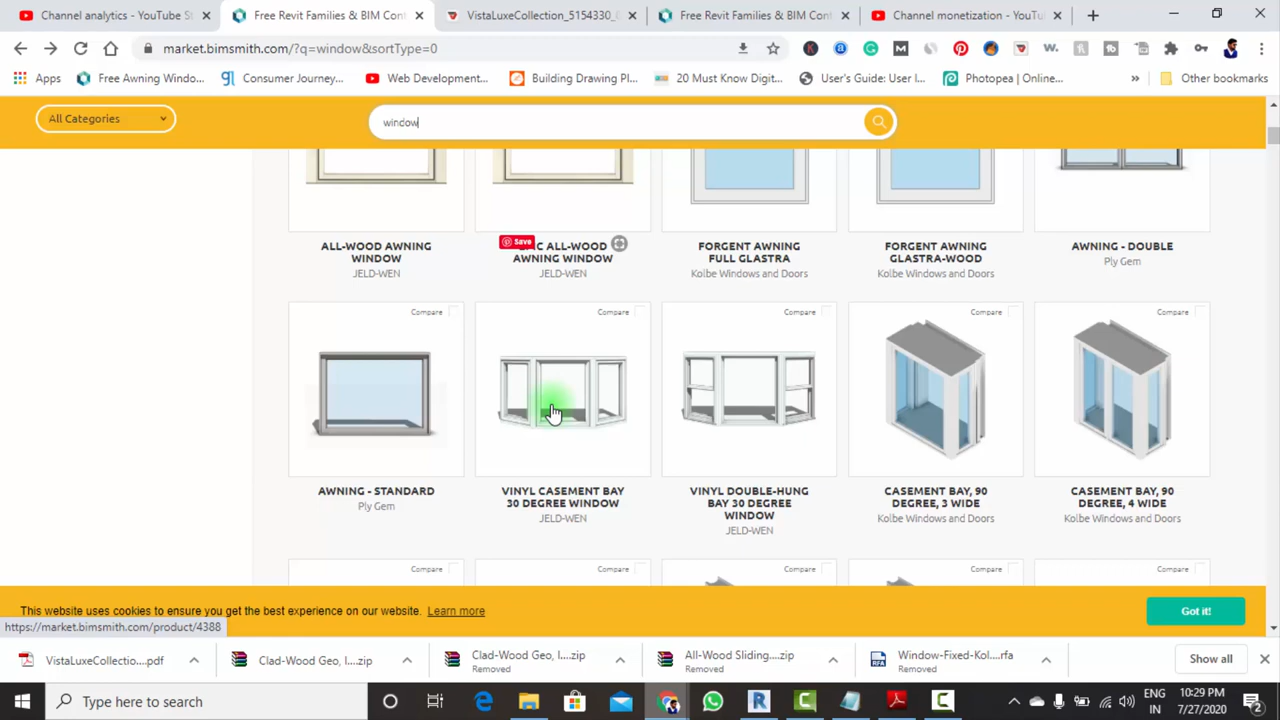 Channel analytics - YouTube St
Free Revit Families & BIM Cont
VistaLuxeCollection_5154330_E
Free Revit Families & BIM Cont
Channel monetization - YouTu
market.bimsmith.com/?q=window&sortType=0
Apps
Free Awning Windo...
Consumer Journey,...
Web Development...
Building Drawing Pl...
20 Must Know Digit...
User's Guide: User I...
Photopea | Online...
Other bookmarks
All Categories
window
Save
ALL-WOOD AWNING
WINDOW
JELD-WEN
EPIC ALL-WOOD
AWNING WINDOW
JELD-WEN
FORGENT AWNING
FULL GLASTRA
Kolbe Windows and Doors
FORGENT AWNING
GLASTRA-WOOD
Kolbe Windows and Doors
AWNING - DOUBLE
Ply Gem
Compare
Compare
Compare
Compare
Compare
AWNING - STANDARD
Ply Gem
VINYL CASEMENT BAY
30 DEGREE WINDOW
JELD-WEN
VINYL DOUBLE-HUNG
BAY 30 DEGREE
WINDOW
JELD-WEN
CASEMENT BAY, 90
DEGREE, 3 WIDE
Kolbe Windows and Doors
CASEMENT BAY, 90
DEGREE, 4 WIDE
Kolbe Windows and Doors
Compare
Compare
Compare
Compare
Compare
This website uses cookies to ensure you get the best experience on our website. Learn more
Got it!
https://market.bimsmith.com/product/4388
VistaLuxeCollectio....pdf
Clad-Wood Geo, I....zip
Clad-Wood Geo, I....zip
Removed
All-Wood Sliding....zip
Removed
Window-Fixed-Kol....rfa
Removed
Show all
Type here to search
ENG
IN
10:29 PM
7/27/2020
2